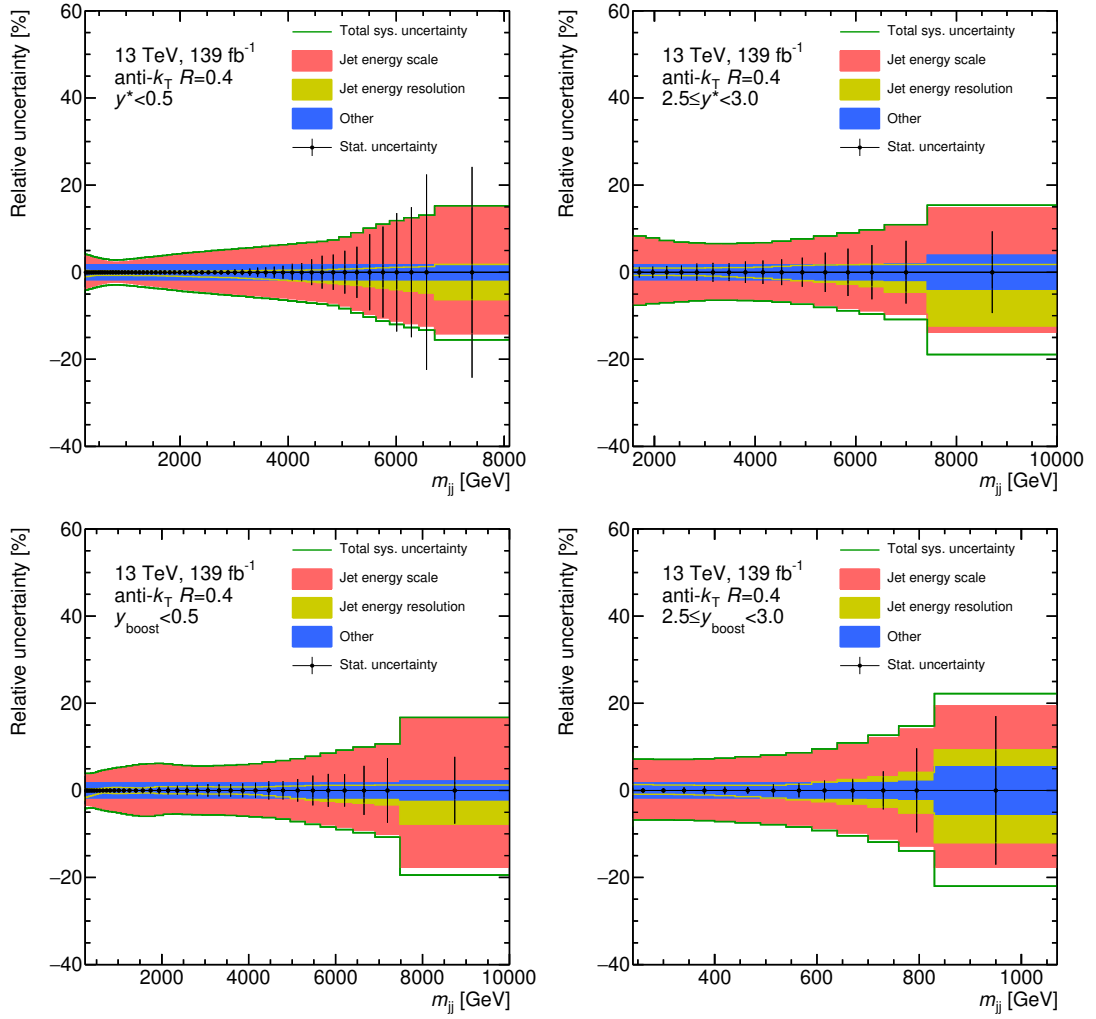 Relative uncertainty [%]
60
40
20
0
−20
−40
13 TeV, 139 fb-1
anti-kT R=0.4
y*<0.5
Total sys. uncertainty
Jet energy scale
Jet energy resolution
Other
Stat. uncertainty
2000 4000 6000 8000
mjj [GeV]
Relative uncertainty [%]
60
40
20
0
−20
−40
13 TeV, 139 fb-1
anti-kT R=0.4
2.5≤y*<3.0
Total sys. uncertainty
Jet energy scale
Jet energy resolution
Other
Stat. uncertainty
2000 4000 6000 8000 10000
mjj [GeV]
Relative uncertainty [%]
60
40
20
0
−20
−40
13 TeV, 139 fb-1
anti-kT R=0.4
yboost<0.5
Total sys. uncertainty
Jet energy scale
Jet energy resolution
Other
Stat. uncertainty
2000 4000 6000 8000 10000
mjj [GeV]
Relative uncertainty [%]
60
40
20
0
−20
−40
13 TeV, 139 fb-1
anti-kT R=0.4
2.5≤yboost<3.0
Total sys. uncertainty
Jet energy scale
Jet energy resolution
Other
Stat. uncertainty
400 600 800 1000
mjj [GeV]